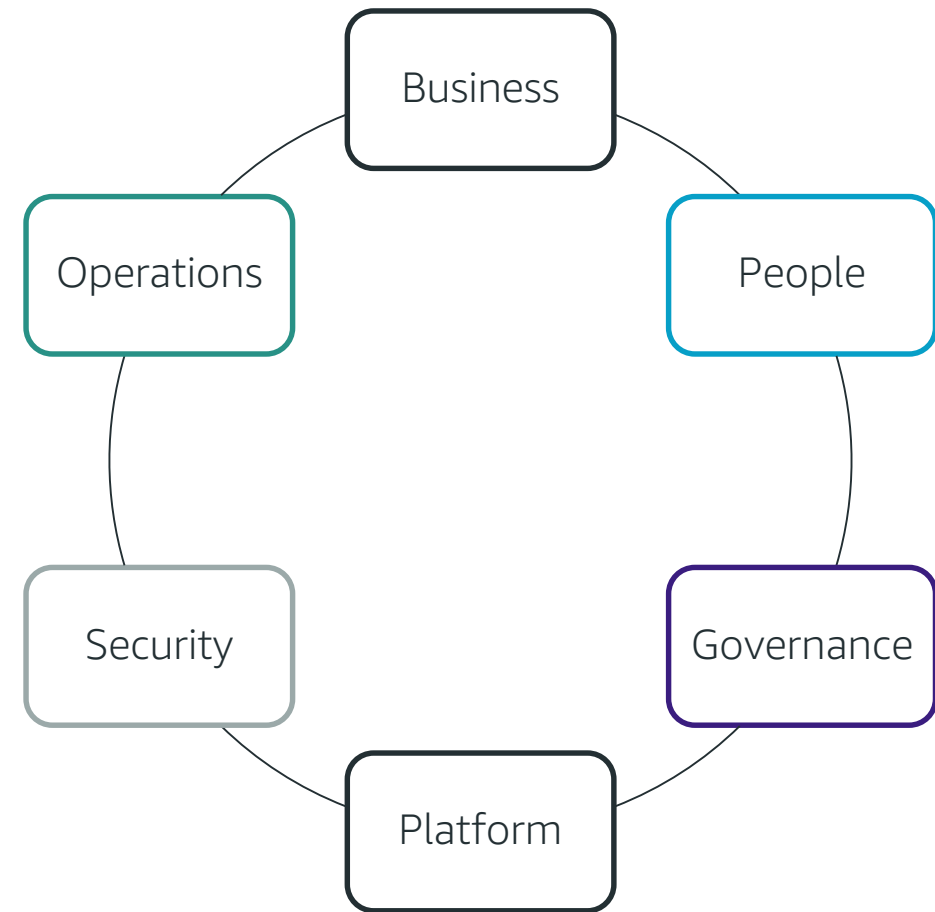 Business
Operations
People
Security
Governance
Platform